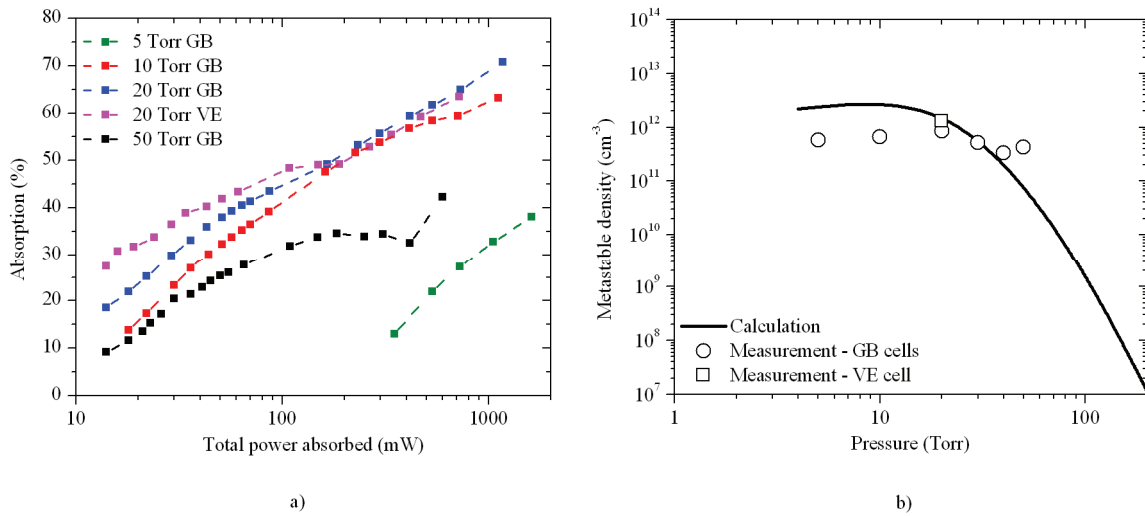 80
70
60
50
40
30
20
10
0
Absorption (%)
5 Torr GB
10 Torr GB
20 Torr GB
20 Torr VE
50 Torr GB
10
100
1000
Total power absorbed (mW)
a)
10^14
10^13
10^12
10^11
10^10
10^9
10^8
10^7
Metastable density (cm^-3)
Calculation
Measurement - GB cells
Measurement - VE cell
1
10
100
Pressure (Torr)
b)